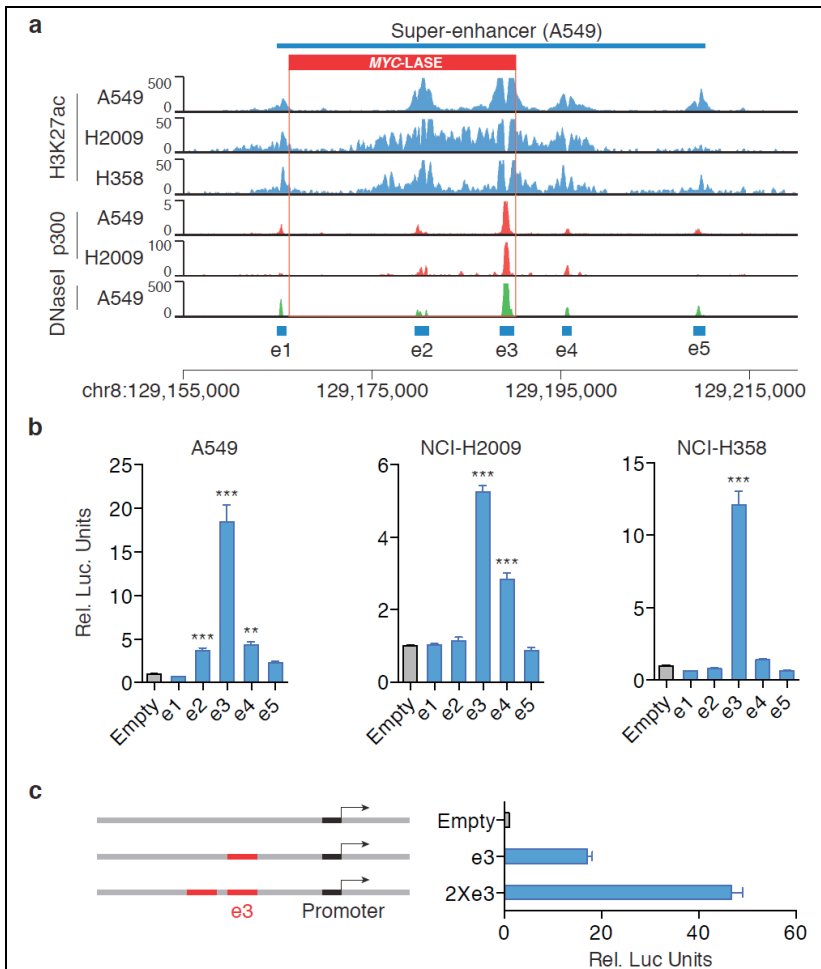 a
Super-enhancer (A549)
MYC-LASE
H3K27ac
500
0
A549
50
0
H2009
50
0
H358
p300
5
0
A549
100
0
H2009
DNaseI
500
0
A549
e1 e2 e3 e4 e5
chr8:129,155,000 129,175,000 129,195,000 129,215,000
b
A549
Rel. Luc. Units
25
20
15
10
5
0
***
***
**
Empty e1 e2 e3 e4 e5
NCI-H2009
6
4
2
0
***
***
Empty e1 e2 e3 e4 e5
NCI-H358
15
10
5
0
***
Empty e1 e2 e3 e4 e5
c
e3 Promoter
Empty
e3
2Xe3
0 20 40 60
Rel. Luc Units